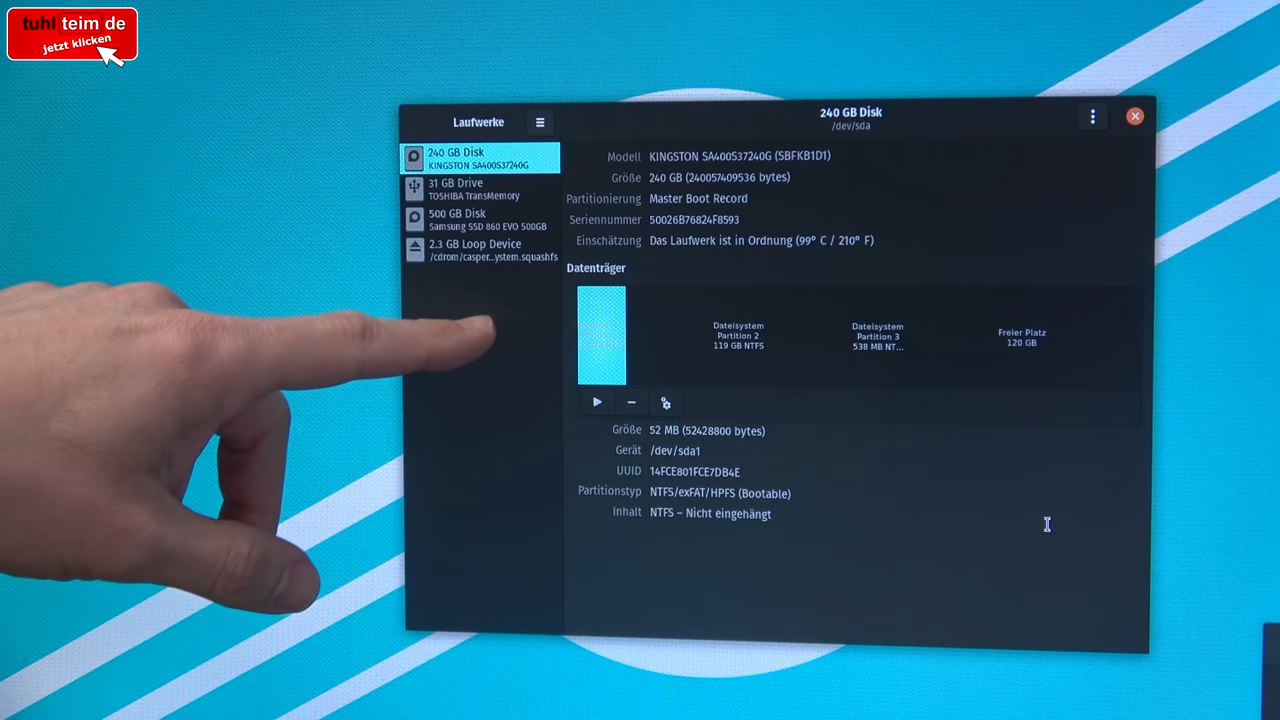 tuhl teim de
jetzt klicken
Laufwerke
240 GB Disk
KINGSTON SA400S37240G
31 GB Drive
TOSHIBA TransMemory
500 GB Disk
Samsung SSD 860 EVO 500GB
2.3 GB Loop Device
/cdrom/casper...ystem.squashfs
240 GB Disk
/dev/sda
Modell KINGSTON SA400S37240G (SBFKB1D1)
Größe 240 GB (240057409536 bytes)
Partitionierung Master Boot Record
Seriennummer 50026B76824F8593
Einschätzung Das Laufwerk ist in Ordnung (99° C / 210° F)
Datenträger
Dateisystem
Partition 2
119 GB NTFS
Dateisystem
Partition 3
538 MB NT...
Freier Platz
120 GB
Größe 52 MB (52428800 bytes)
Gerät /dev/sda1
UUID 14FCE801FCE7DB4E
Partitionstyp NTFS/exFAT/HPFS (Bootable)
Inhalt NTFS – Nicht eingehängt